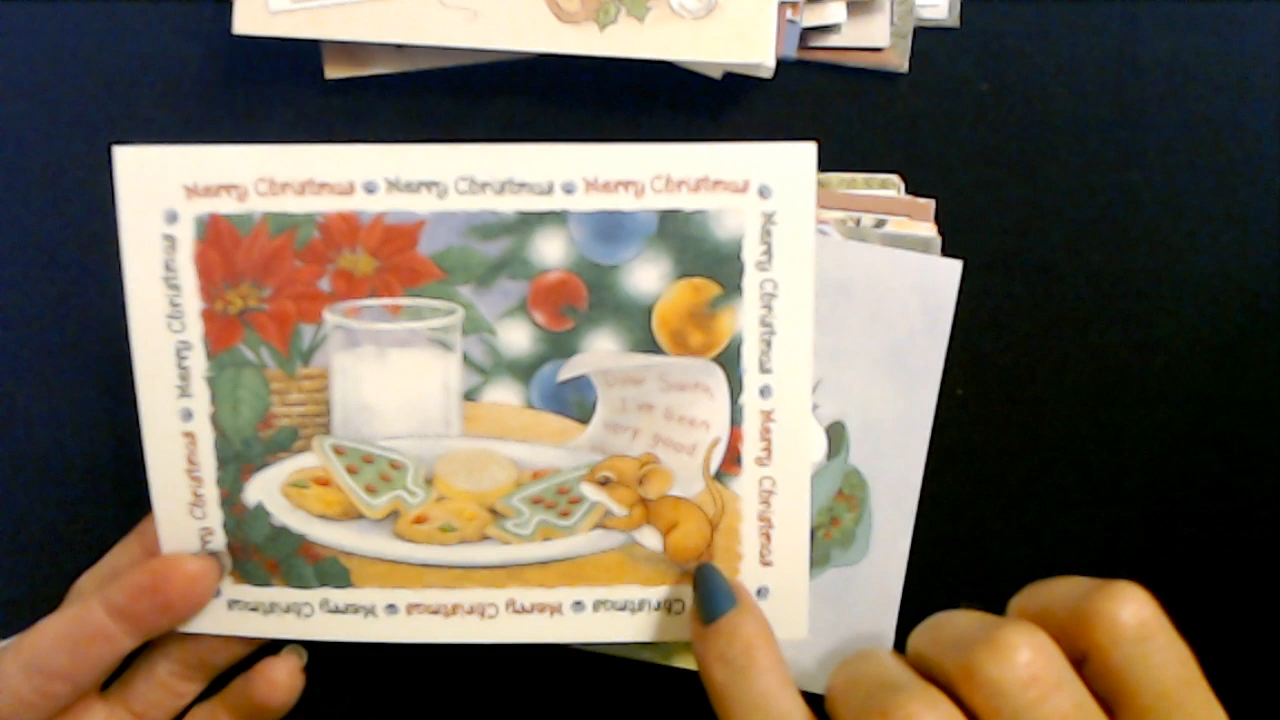 Merry Christmas Merry Christmas Merry Christmas
Merry Christmas Merry Christmas
Merry Christmas Merry Christmas Christmas
Merry Christmas Merry Christmas
Dear Santa,
I've been
very good